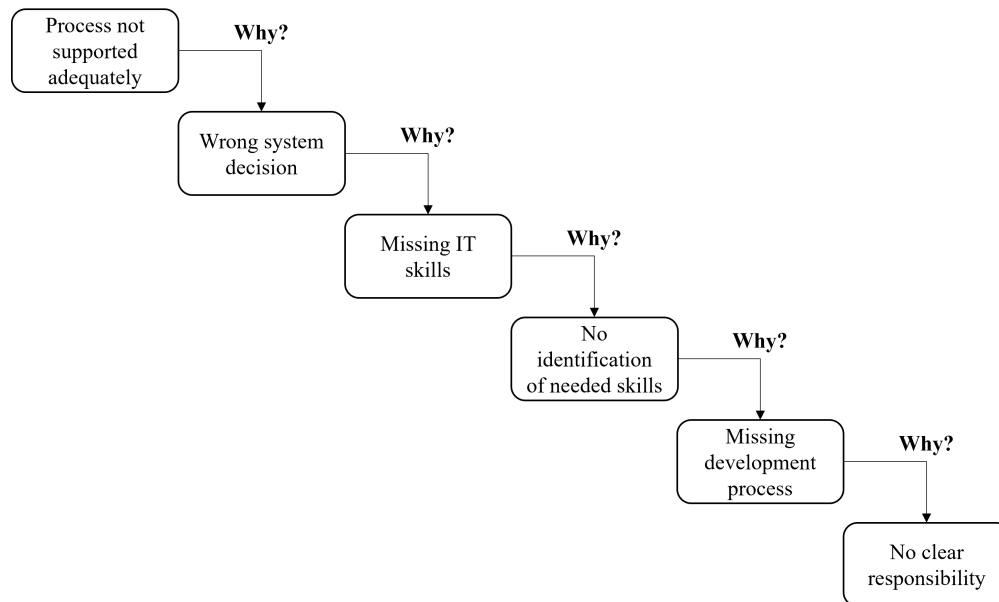 Process not
supported
adequately
Why?
Wrong system
decision
Why?
Missing IT
skills
Why?
No
identification
of needed skills
Why?
Missing
development
process
Why?
No clear
responsibility